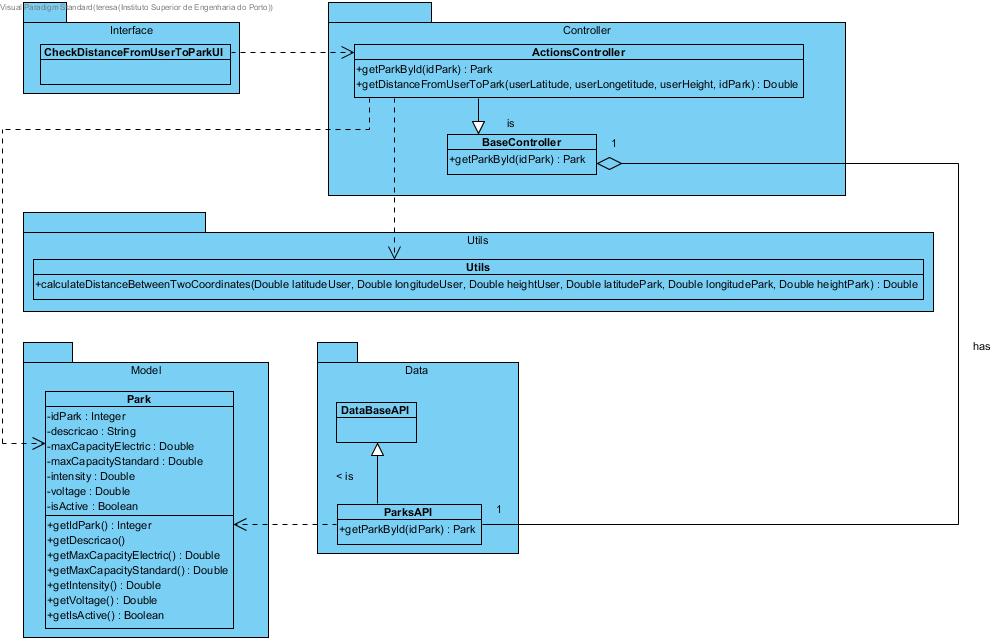 Visual Paradigm Standard(teresa(Instituto Superior de Engenharia do Porto))
Interface
CheckDistanceFromUserToParkUI
Controller
ActionsController
+getParkById(idPark) : Park
+getDistanceFromUserToPark(userLatitude, userLongetitude, userHeight, idPark) : Double
is
BaseController
1
+getParkById(idPark) : Park
Utils
Utils
+calculateDistanceBetweenTwoCoordinates(Double latitudeUser, Double longitudeUser, Double heightUser, Double latitudePark, Double longitudePark, Double heightPark) : Double
has
Model
Park
-idPark : Integer
-descricao : String
-maxCapacityElectric : Double
-maxCapacityStandard : Double
-intensity : Double
-voltage : Double
-isActive : Boolean
+getIdPark() : Integer
+getDescricao()
+getMaxCapacityElectric() : Double
+getMaxCapacityStandard() : Double
+getIntensity() : Double
+getVoltage() : Double
+getIsActive() : Boolean
Data
DataBaseAPI
< is
ParksAPI
1
+getParkById(idPark) : Park